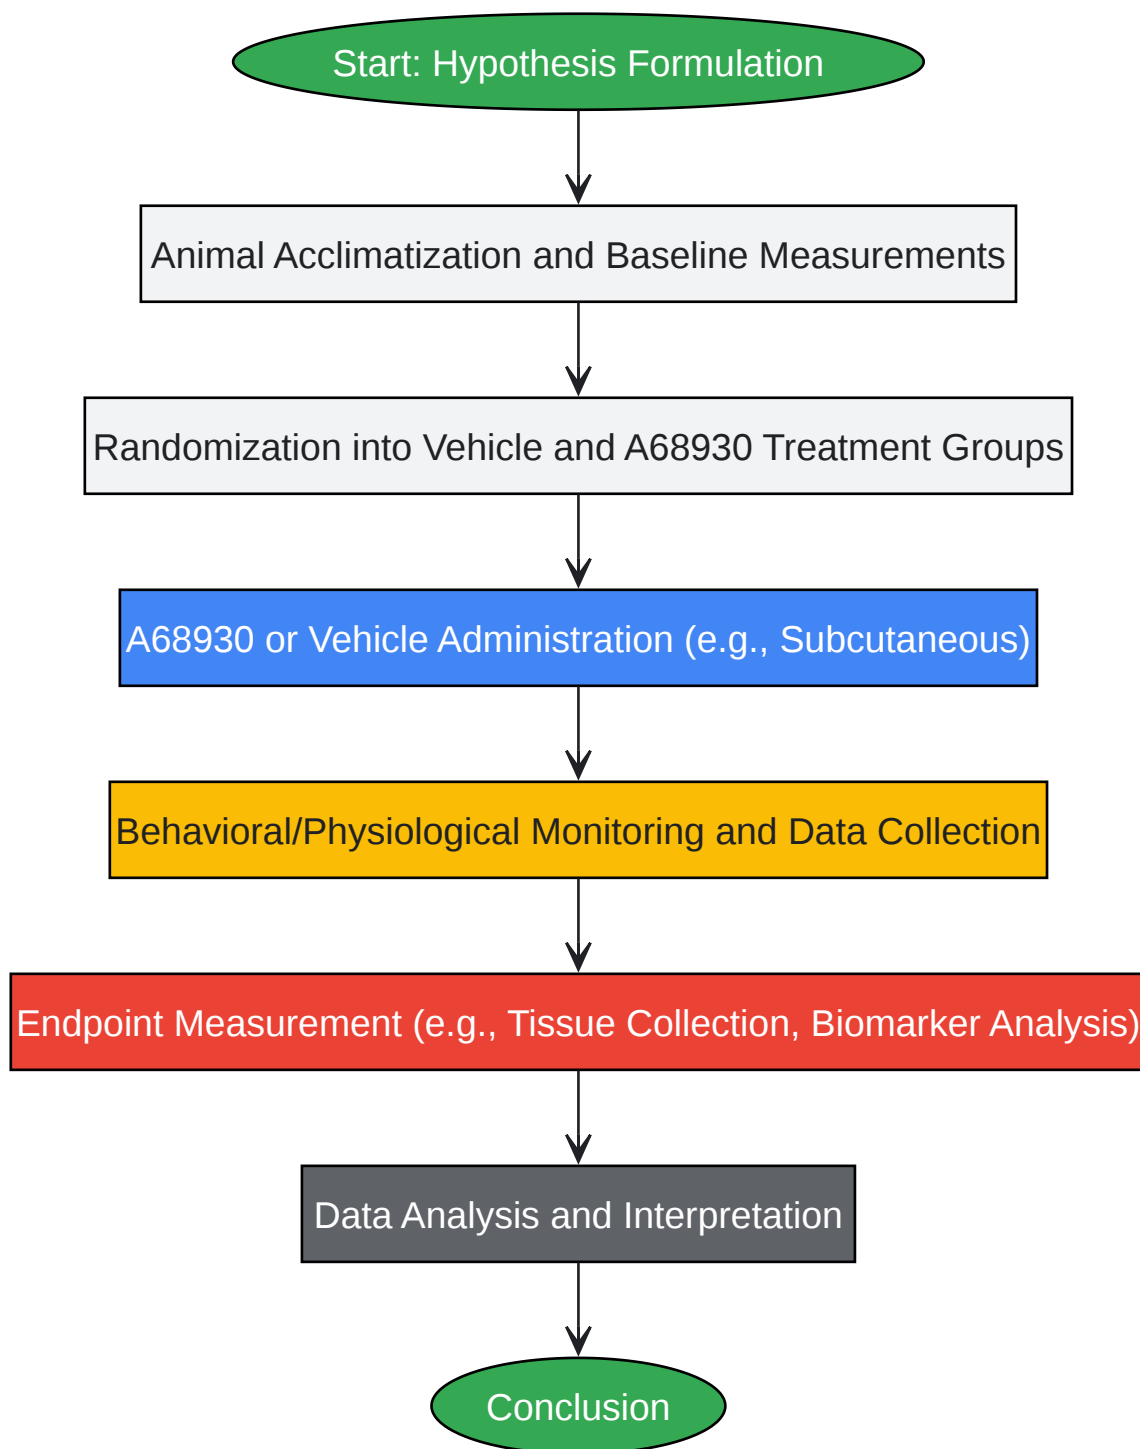 Start: Hypothesis Formulation
Animal Acclimatization and Baseline Measurements
Randomization into Vehicle and A68930 Treatment Groups
A68930 or Vehicle Administration (e.g., Subcutaneous)
Behavioral/Physiological Monitoring and Data Collection
Endpoint Measurement (e.g., Tissue Collection, Biomarker Analysis)
Data Analysis and Interpretation
Conclusion